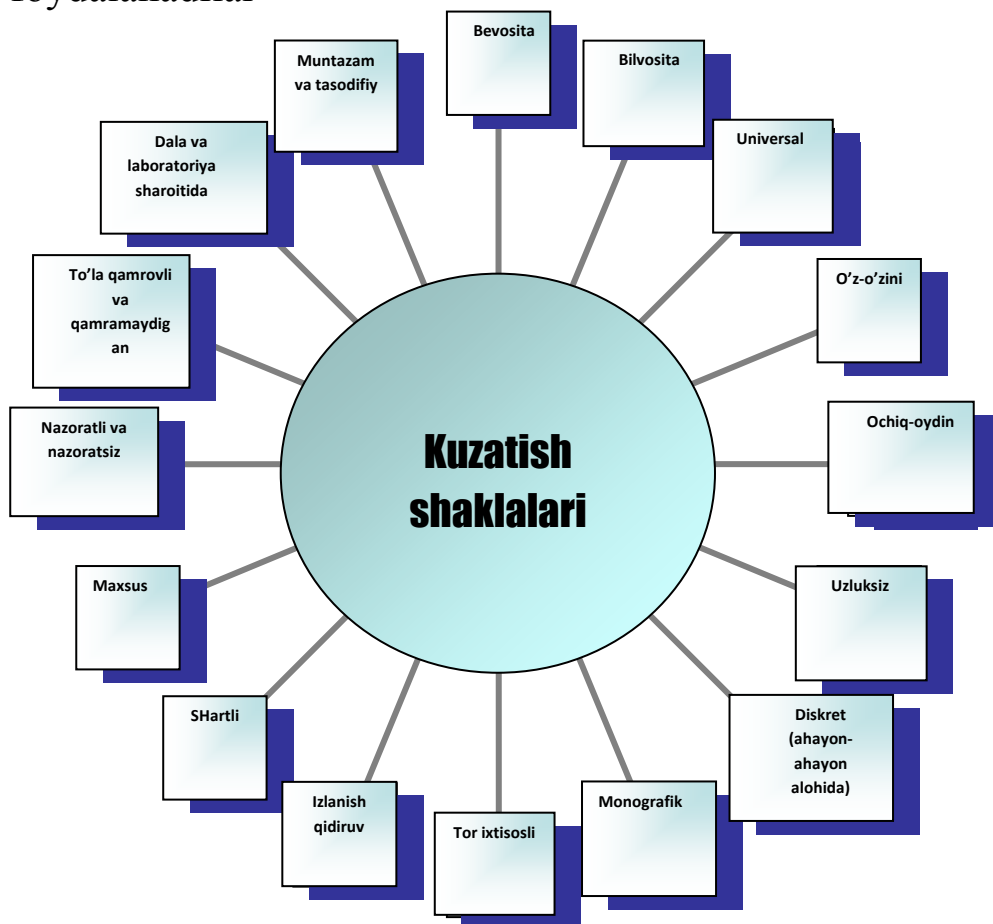 Bevosita
Bilvosita
Universal
O’z-o’zini
Ochiq-oydin
Uzluksiz
Diskret
(ahayon-
ahayon
alohida)
Monografik
Tor ixtisosli
Izlanish
qidiruv
SHartli
Maxsus
Nazoratli va
nazoratsiz
To’la qamrovli
va
qamramaydig
an
Dala va
laboratoriya
sharoitida
Muntazam
va tasodifiy
Kuzatish
shaklalari